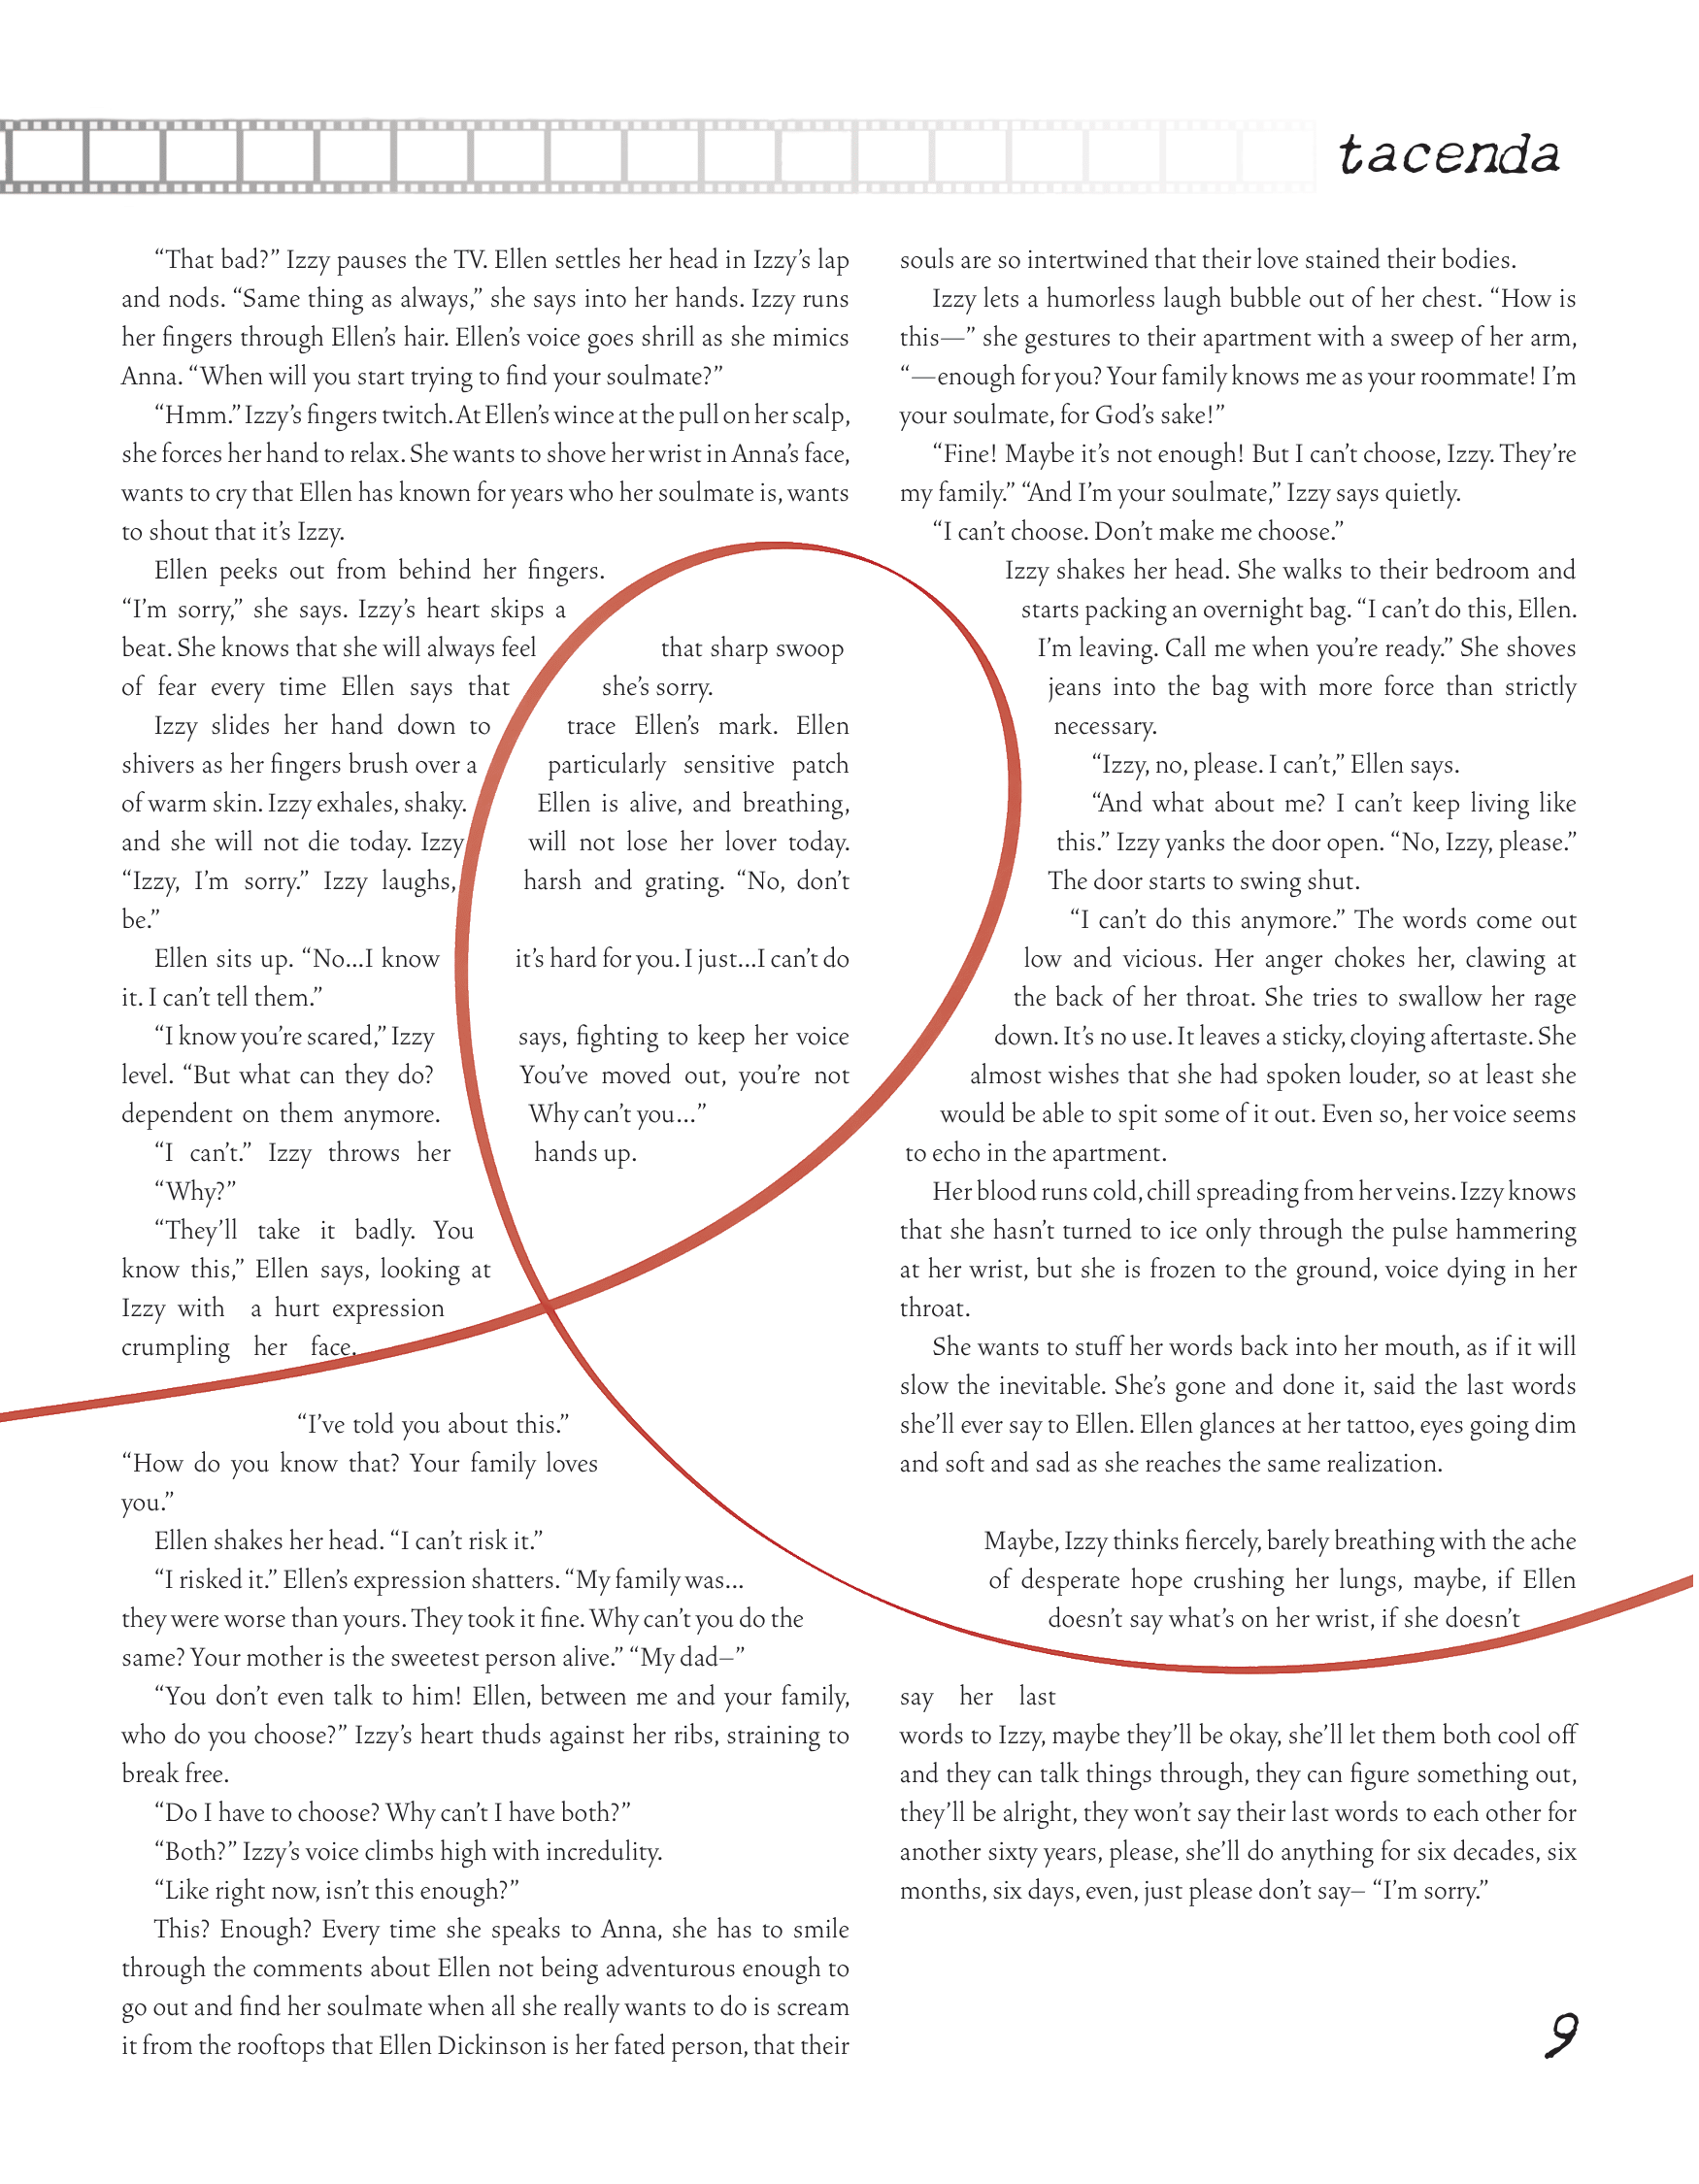 tacenda
“That bad?” Izzy pauses the TV. Ellen settles her head in Izzy’s lap
and nods. “Same thing as always,” she says into her hands. Izzy runs
her fingers through Ellen’s hair. Ellen’s voice goes shrill as she mimics
Anna. “When will you start trying to find your soulmate?”
“Hmm.” Izzy’s fingers twitch. At Ellen’s wince at the pull on her scalp,
she forces her hand to relax. She wants to shove her wrist in Anna’s face,
wants to cry that Ellen has known for years who her soulmate is, wants
to shout that it’s Izzy.
Ellen peeks out from behind her fingers.
“I’m sorry,” she says. Izzy’s heart skips a
beat. She knows that she will always feel that sharp swoop
of fear every time Ellen says that she’s sorry.
Izzy slides her hand down to trace Ellen’s mark. Ellen
shivers as her fingers brush over a particularly sensitive patch
of warm skin. Izzy exhales, shaky. Ellen is alive, and breathing,
and she will not die today. Izzy will not lose her lover today.
“Izzy, I’m sorry.” Izzy laughs, harsh and grating. “No, don’t
be.”
Ellen sits up. “No...I know it’s hard for you. I just...I can’t do
it. I can’t tell them.”
“I know you’re scared,” Izzy says, fighting to keep her voice
level. “But what can they do? You’ve moved out, you’re not
dependent on them anymore. Why can’t you...”
“I can’t.” Izzy throws her hands up.
“Why?”
“They’ll take it badly. You
know this,” Ellen says, looking at
Izzy with a hurt expression
crumpling her face.
“I’ve told you about this.”
“How do you know that? Your family loves
you.”
Ellen shakes her head. “I can’t risk it.”
“I risked it.” Ellen’s expression shatters. “My family was...
they were worse than yours. They took it fine. Why can’t you do the
same? Your mother is the sweetest person alive.” “My dad–”
“You don’t even talk to him! Ellen, between me and your family,
who do you choose?” Izzy’s heart thuds against her ribs, straining to
break free.
“Do I have to choose? Why can’t I have both?”
“Both?” Izzy’s voice climbs high with incredulity.
“Like right now, isn’t this enough?”
This? Enough? Every time she speaks to Anna, she has to smile
through the comments about Ellen not being adventurous enough to
go out and find her soulmate when all she really wants to do is scream
it from the rooftops that Ellen Dickinson is her fated person, that their
souls are so intertwined that their love stained their bodies.
Izzy lets a humorless laugh bubble out of her chest. “How is
this—” she gestures to their apartment with a sweep of her arm,
“—enough for you? Your family knows me as your roommate! I’m
your soulmate, for God’s sake!”
“Fine! Maybe it’s not enough! But I can’t choose, Izzy. They’re
my family.” “And I’m your soulmate,” Izzy says quietly.
“I can’t choose. Don’t make me choose.”
Izzy shakes her head. She walks to their bedroom and
starts packing an overnight bag. “I can’t do this, Ellen.
I’m leaving. Call me when you’re ready.” She shoves
jeans into the bag with more force than strictly
necessary.
“Izzy, no, please. I can’t,” Ellen says.
“And what about me? I can’t keep living like
this.” Izzy yanks the door open. “No, Izzy, please.”
The door starts to swing shut.
“I can’t do this anymore.” The words come out
low and vicious. Her anger chokes her, clawing at
the back of her throat. She tries to swallow her rage
down. It’s no use. It leaves a sticky, cloying aftertaste. She
almost wishes that she had spoken louder, so at least she
would be able to spit some of it out. Even so, her voice seems
to echo in the apartment.
Her blood runs cold, chill spreading from her veins. Izzy knows
that she hasn’t turned to ice only through the pulse hammering
at her wrist, but she is frozen to the ground, voice dying in her
throat.
She wants to stuff her words back into her mouth, as if it will
slow the inevitable. She’s gone and done it, said the last words
she’ll ever say to Ellen. Ellen glances at her tattoo, eyes going dim
and soft and sad as she reaches the same realization.
Maybe, Izzy thinks fiercely, barely breathing with the ache
of desperate hope crushing her lungs, maybe, if Ellen
doesn’t say what’s on her wrist, if she doesn’t
say her last
words to Izzy, maybe they’ll be okay, she’ll let them both cool off
and they can talk things through, they can figure something out,
they’ll be alright, they won’t say their last words to each other for
another sixty years, please, she’ll do anything for six decades, six
months, six days, even, just please don’t say– “I’m sorry.”
9